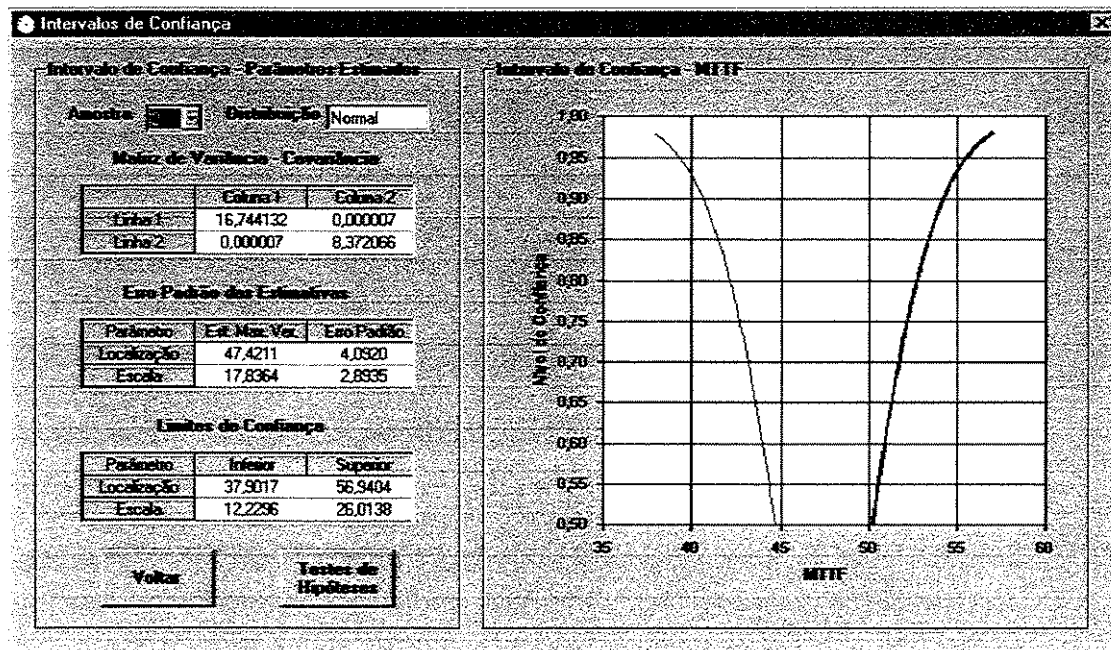 Intervalos de Confiança
Intervalo de Confiança - Parâmetros Estimados
Amostra
Distribuição Normal
Matriz de Variância - Covariância
Coluna 1 Coluna 2
Linha 1 16,744132 0,000007
Linha 2 0,000007 8,372066
Erro Padrão das Estimativas
Parâmetro Est. Max. Ver. Erro Padrão
Localização 47,4211 4,0920
Escala 17,8364 2,8935
Limites de Confiança
Parâmetro Inferior Superior
Localização 37,9017 56,9404
Escala 12,2296 26,0138
Voltar
Testes de
Hipóteses
Intervalo de Confiança - MTTF
Nível de Confiança
1,00
0,95
0,90
0,85
0,80
0,75
0,70
0,65
0,60
0,55
0,50
35 40 45 50 55 60
MTTF